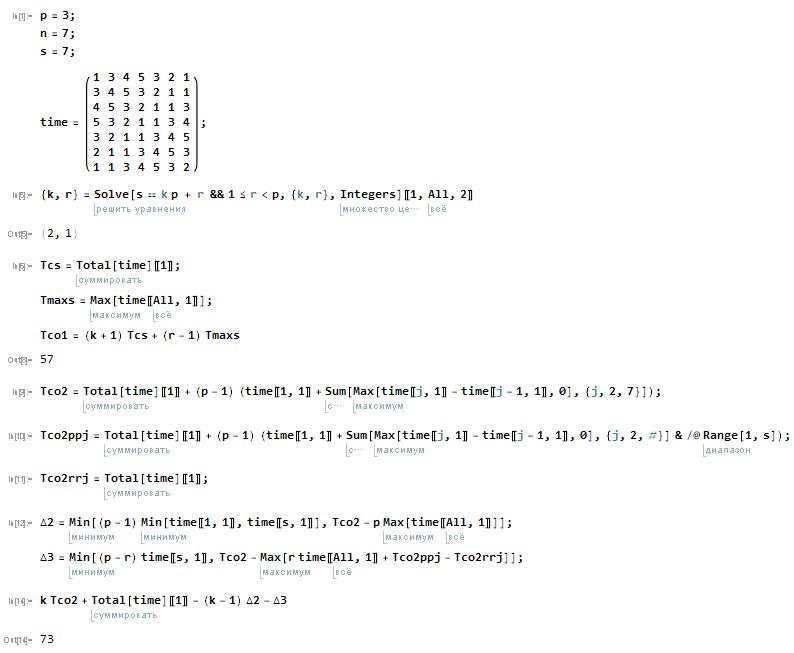 In[1]:= p = 3;
n = 7;
s = 7;
1 3 4 5 3 2 1
3 4 5 3 2 1 1
4 5 3 2 1 1 3
time = 5 3 2 1 1 3 4 ;
3 2 1 1 3 4 5
2 1 1 3 4 5 3
1 1 3 4 5 3 2
In[5]:= {k, r} = Solve[s == k p + r && 1 ≤ r < p, {k, r}, Integers]〚1, All, 2〛
решить уравнения множество це⋯ всё
Out[5]= {2, 1}
In[6]:= Tcs = Total[time]〚1〛;
суммировать
Tmaxs = Max[time〚All, 1〛];
максимум всё
Tco1 = (k + 1) Tcs + (r - 1) Tmaxs
Out[8]= 57
In[9]:= Tco2 = Total[time]〚1〛 + (p - 1) (time〚1, 1〛 + Sum[Max[time〚j, 1〛 - time〚j - 1, 1〛, 0], {j, 2, 7}]);
суммировать с⋯ максимум
In[10]:= Tco2ppj = Total[time]〚1〛 + (p - 1) (time〚1, 1〛 + Sum[Max[time〚j, 1〛 - time〚j - 1, 1〛, 0], {j, 2, #}] & /@ Range[1, s]);
суммировать с⋯ максимум диапазон
In[11]:= Tco2rrj = Total[time]〚1〛;
суммировать
In[12]:= Δ2 = Min[(p - 1) Min[time〚1, 1〛, time〚s, 1〛], Tco2 - p Max[time〚All, 1〛]];
минимум минимум максимум всё
Δ3 = Min[(p - r) time〚s, 1〛, Tco2 - Max[r time〚All, 1〛 + Tco2ppj - Tco2rrj]];
минимум максимум всё
In[14]:= k Tco2 + Total[time]〚1〛 - (k - 1) Δ2 - Δ3
суммировать
Out[14]= 73